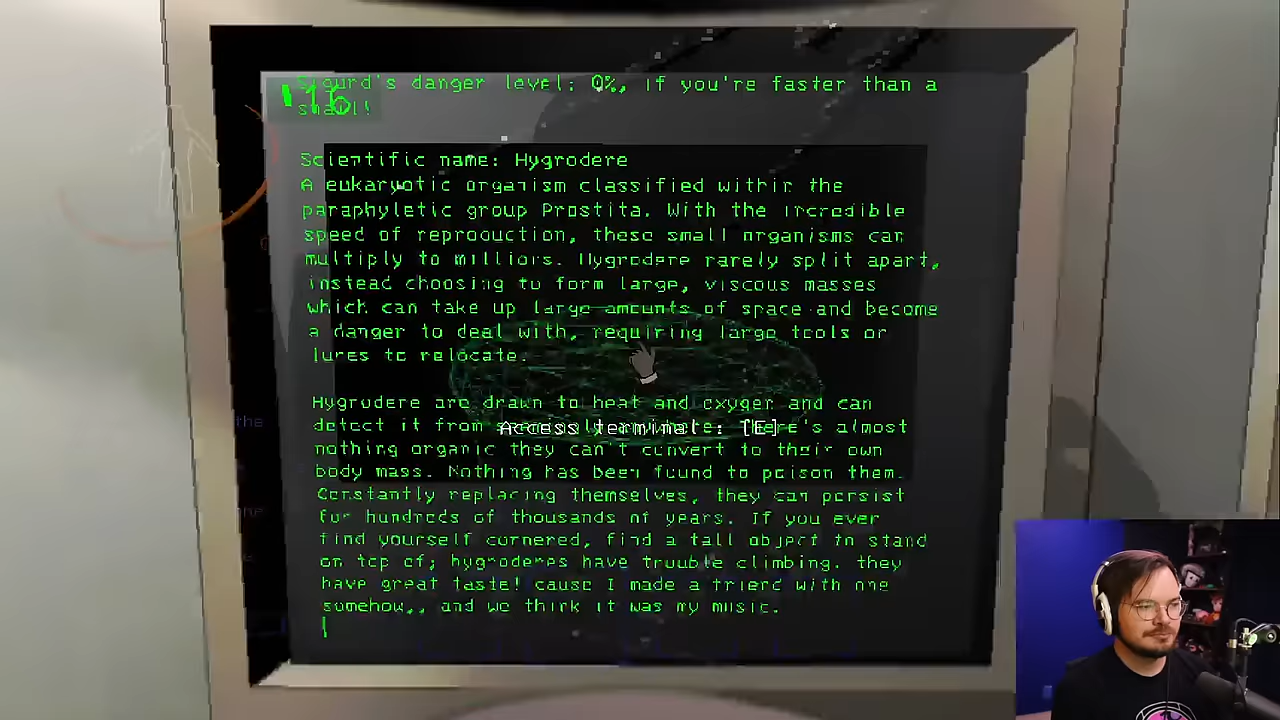 Sigurd's danger level: 0%, if you're faster than a
snail!
16
Scientific name: Hygrodere
A eukaryotic organism classified within the
paraphyletic group Prostita. With the incredible
speed of reproduction, these small organisms can
multiply to millions. Hygrodere rarely split apart,
instead choosing to form large, viscous masses
which can take up large amounts of space and become
a danger to deal with, requiring large tools or
lures to relocate.
Hygrodere are drawn to heat and oxygen and can
detect it from There's almost
Access terminal : [E]
nothing organic they can't convert to their own
body mass. Nothing has been found to poison them.
Constantly replacing themselves, they can persist
for hundreds of thousands of years. If you ever
find yourself cornered, find a tall object to stand
on top of; hygroderes have trouble climbing. they
have great taste! cause I made a friend with one
somehow,, and we think it was my music.